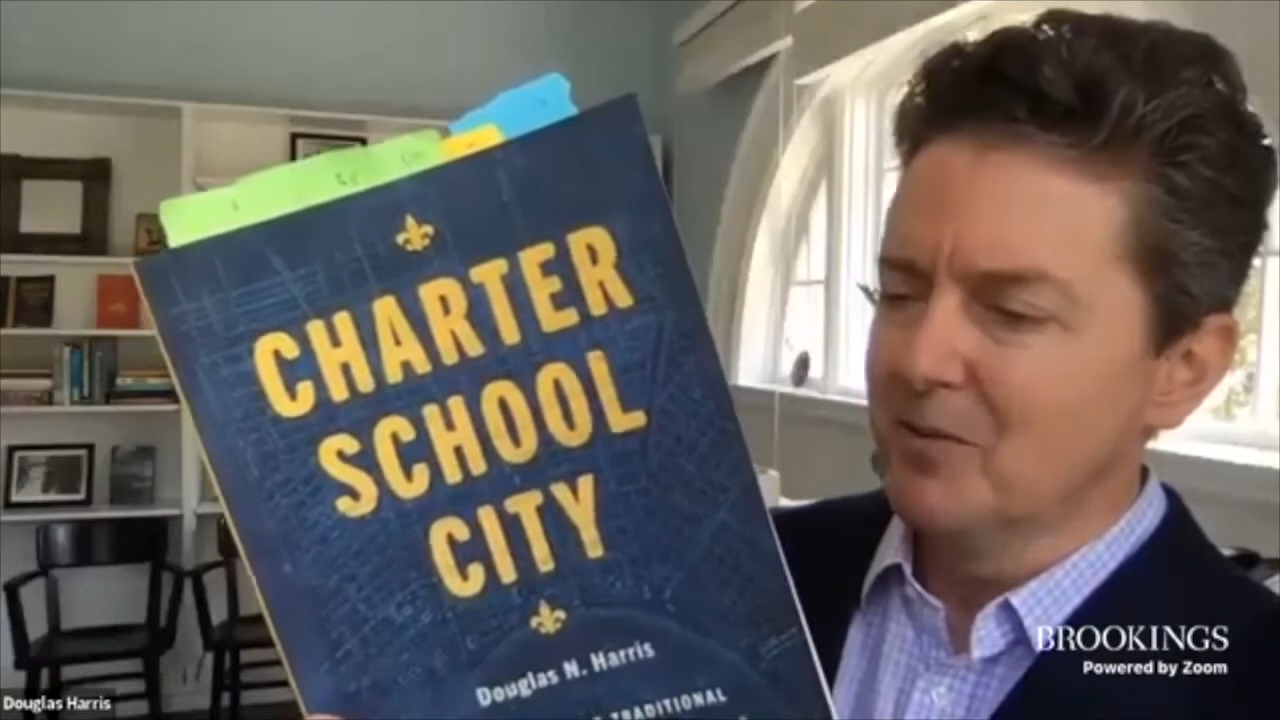 CHARTER
SCHOOL
CITY
Douglas N. Harris
TRADITIONAL
BROOKINGS
Powered by Zoom
Douglas Harris